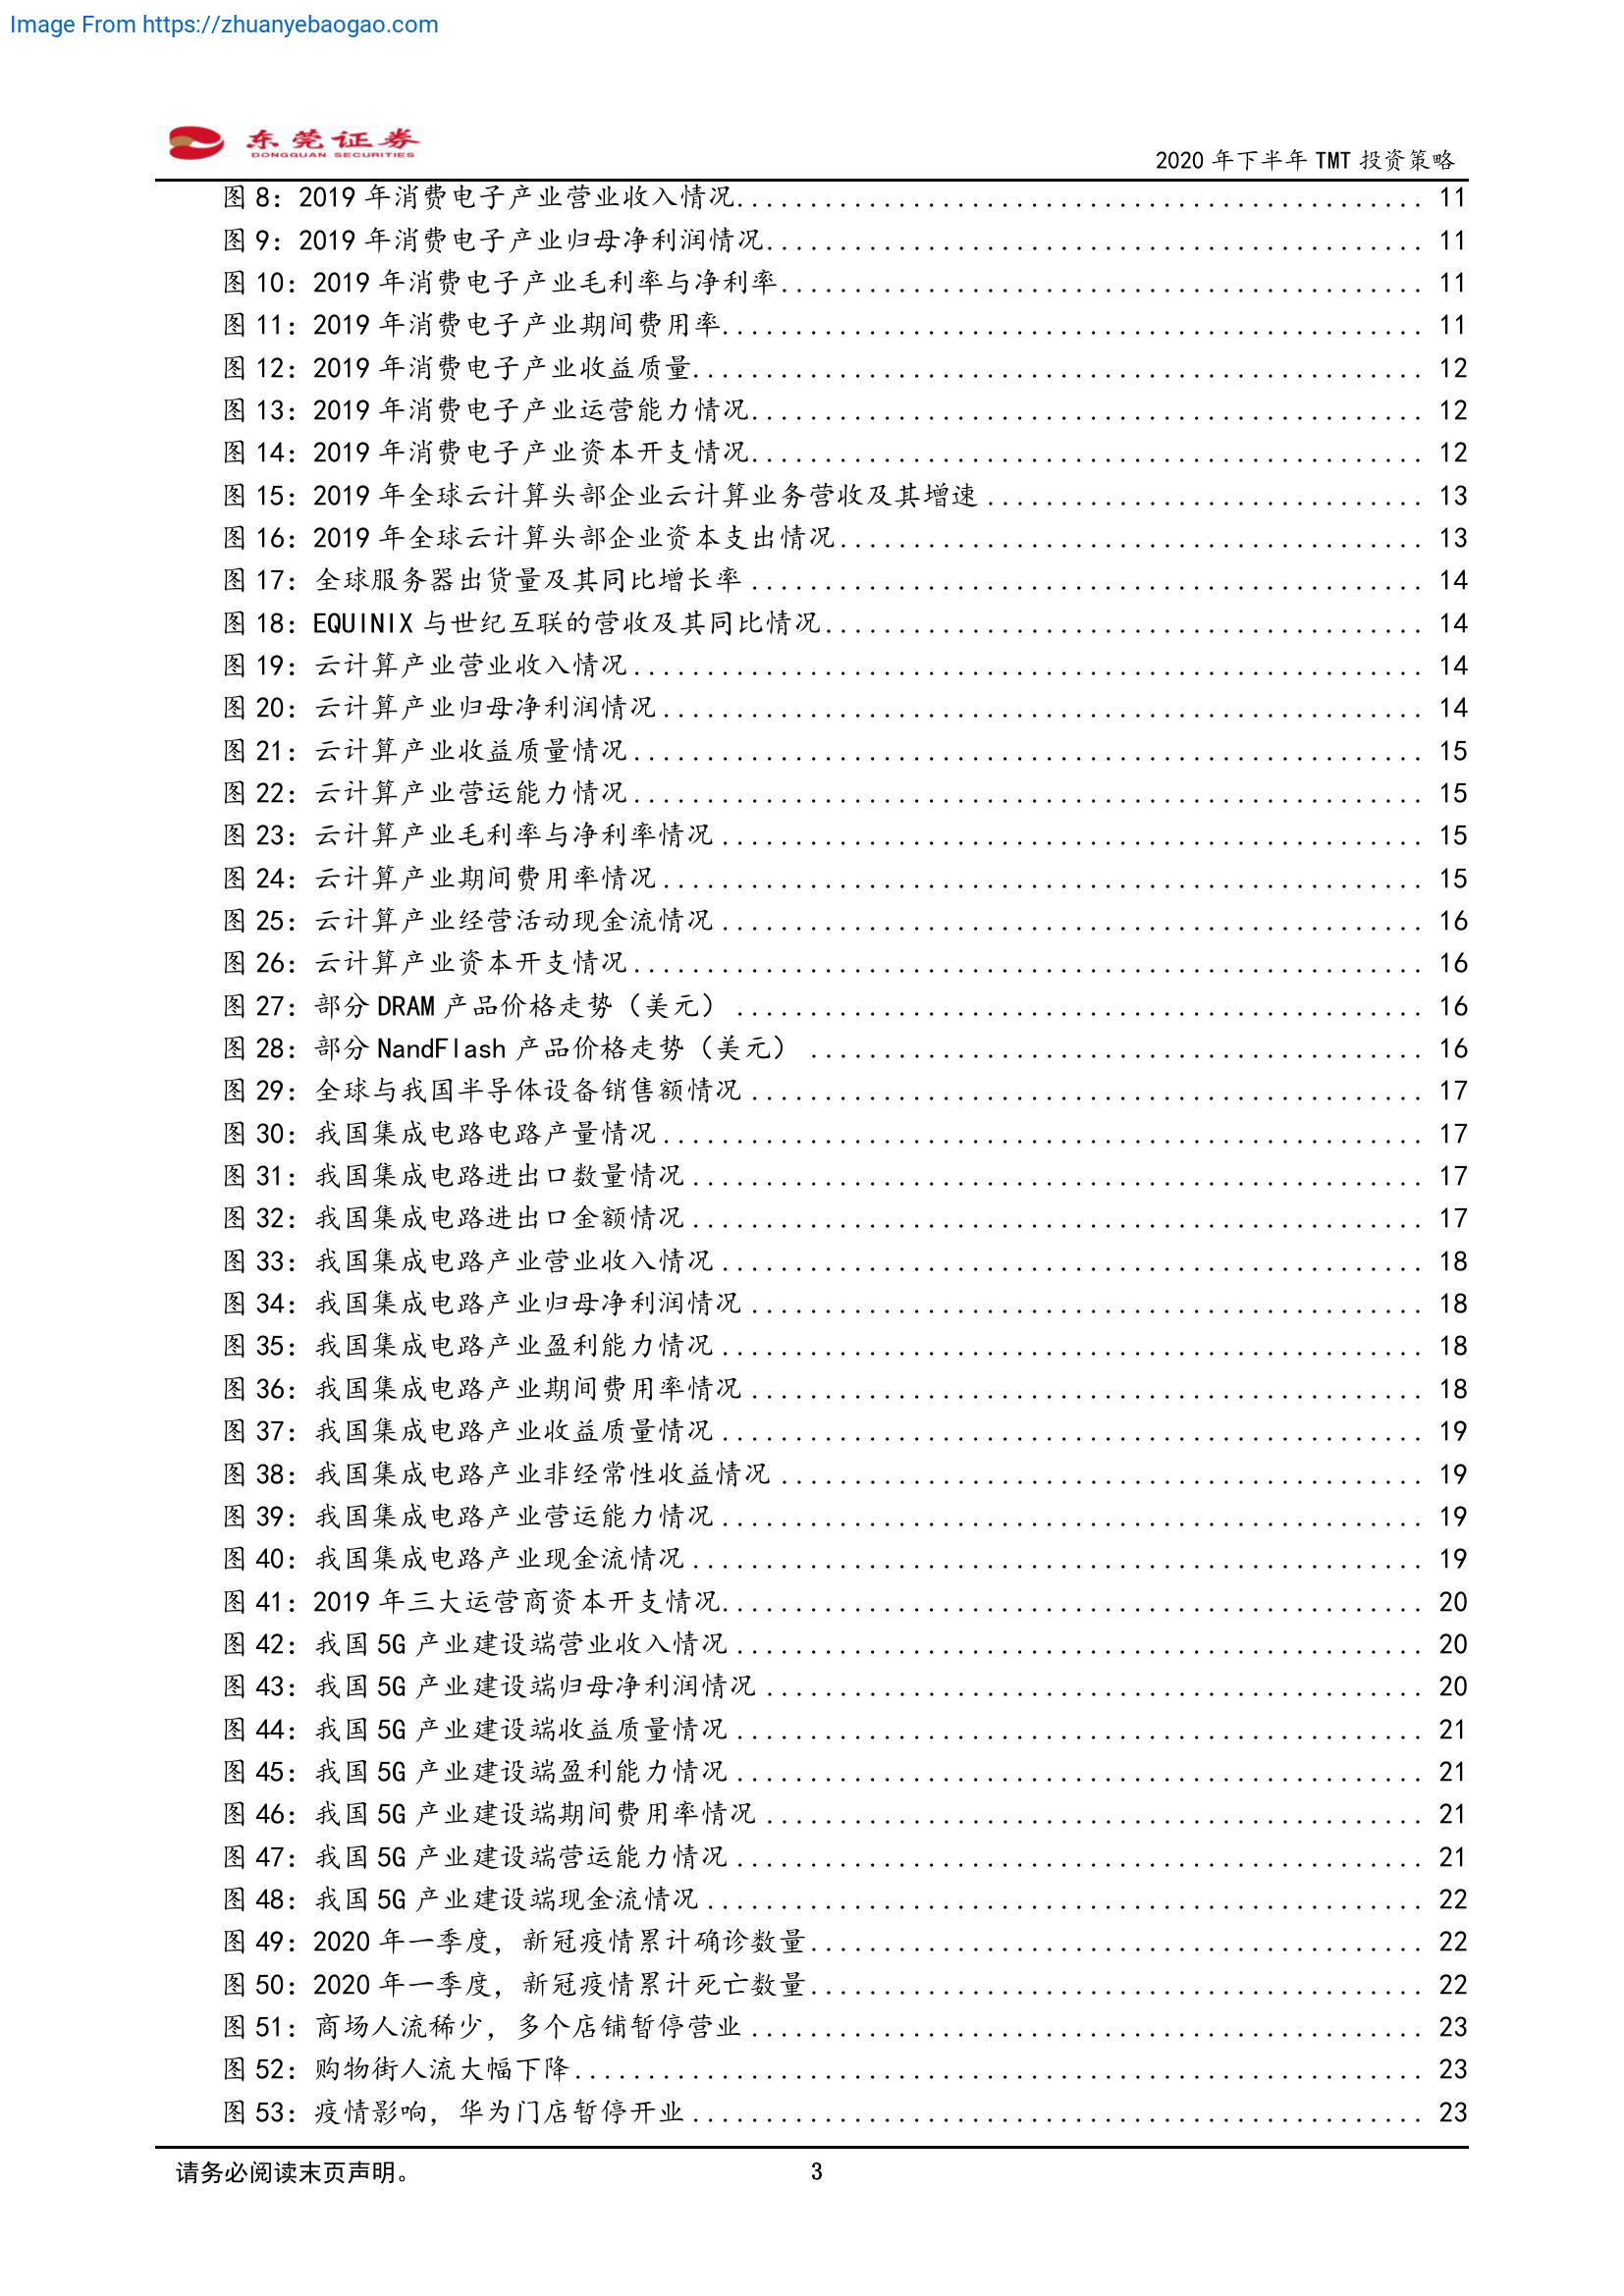 Image From https://zhuanyebaogao.com
东莞证券
DONGGUAN SECURITIES
2020 年下半年 TMT 投资策略
图 8：2019 年消费电子产业营业收入情况................................................ 11
图 9：2019 年消费电子产业归母净利润情况.............................................. 11
图 10：2019 年消费电子产业毛利率与净利率............................................. 11
图 11：2019 年消费电子产业期间费用率................................................. 11
图 12：2019 年消费电子产业收益质量................................................... 12
图 13：2019 年消费电子产业运营能力情况............................................... 12
图 14：2019 年消费电子产业资本开支情况............................................... 12
图 15：2019 年全球云计算头部企业云计算业务营收及其增速 .............................. 13
图 16：2019 年全球云计算头部企业资本支出情况........................................ 13
图 17：全球服务器出货量及其同比增长率 .............................................. 14
图 18：EQUINIX 与世纪互联的营收及其同比情况......................................... 14
图 19：云计算产业营业收入情况...................................................... 14
图 20：云计算产业归母净利润情况.................................................... 14
图 21：云计算产业收益质量情况...................................................... 15
图 22：云计算产业营运能力情况...................................................... 15
图 23：云计算产业毛利率与净利率情况 ................................................ 15
图 24：云计算产业期间费用率情况.................................................... 15
图 25：云计算产业经营活动现金流情况 ................................................ 16
图 26：云计算产业资本开支情况...................................................... 16
图 27：部分 DRAM 产品价格走势（美元） ............................................... 16
图 28：部分 NandFlash 产品价格走势（美元） .......................................... 16
图 29：全球与我国半导体设备销售额情况 .............................................. 17
图 30：我国集成电路电路产量情况.................................................... 17
图 31：我国集成电路进出口数量情况 .................................................. 17
图 32：我国集成电路进出口金额情况 .................................................. 17
图 33：我国集成电路产业营业收入情况 ................................................ 18
图 34：我国集成电路产业归母净利润情况 .............................................. 18
图 35：我国集成电路产业盈利能力情况 ................................................ 18
图 36：我国集成电路产业期间费用率情况 .............................................. 18
图 37：我国集成电路产业收益质量情况 ................................................ 19
图 38：我国集成电路产业非经常性收益情况 ............................................ 19
图 39：我国集成电路产业营运能力情况 ................................................ 19
图 40：我国集成电路产业现金流情况 .................................................. 19
图 41：2019 年三大运营商资本开支情况................................................ 20
图 42：我国 5G 产业建设端营业收入情况 ............................................... 20
图 43：我国 5G 产业建设端归母净利润情况 ............................................. 20
图 44：我国 5G 产业建设端收益质量情况 ............................................... 21
图 45：我国 5G 产业建设端盈利能力情况 ............................................... 21
图 46：我国 5G 产业建设端期间费用率情况 ............................................. 21
图 47：我国 5G 产业建设端营运能力情况 ............................................... 21
图 48：我国 5G 产业建设端现金流情况 ................................................. 22
图 49：2020 年一季度，新冠疫情累计确诊数量.......................................... 22
图 50：2020 年一季度，新冠疫情累计死亡数量.......................................... 22
图 51：商场人流稀少，多个店铺暂停营业 .............................................. 23
图 52：购物街人流大幅下降.......................................................... 23
图 53：疫情影响，华为门店暂停开业 .................................................. 23
请务必阅读末页声明。
3